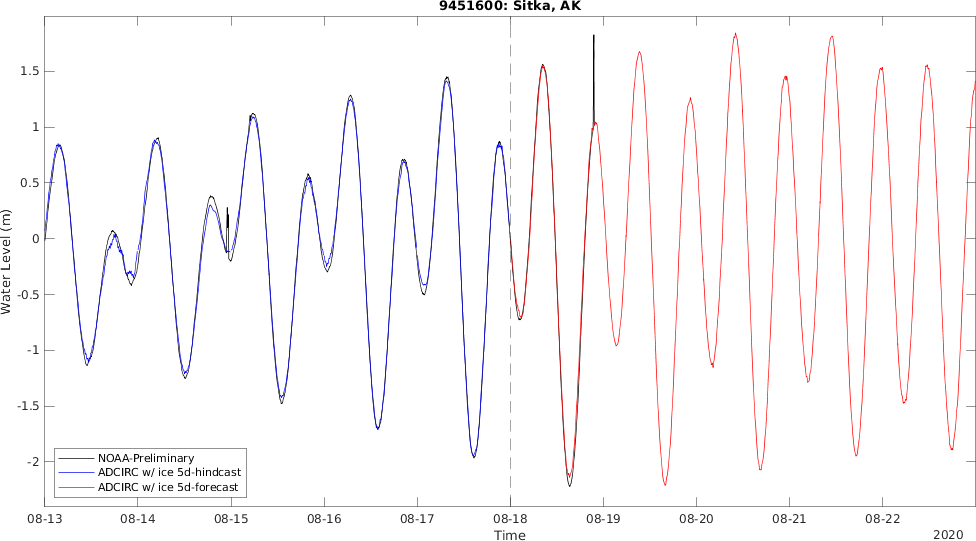 9451600: Sitka, AK
1.5
1
0.5
0
-0.5
-1
-1.5
-2
Water Level (m)
NOAA-Preliminary
ADCIRC w/ ice 5d-hindcast
ADCIRC w/ ice 5d-forecast
08-13 08-14 08-15 08-16 08-17 08-18 08-19 08-20 08-21 08-22
Time
2020